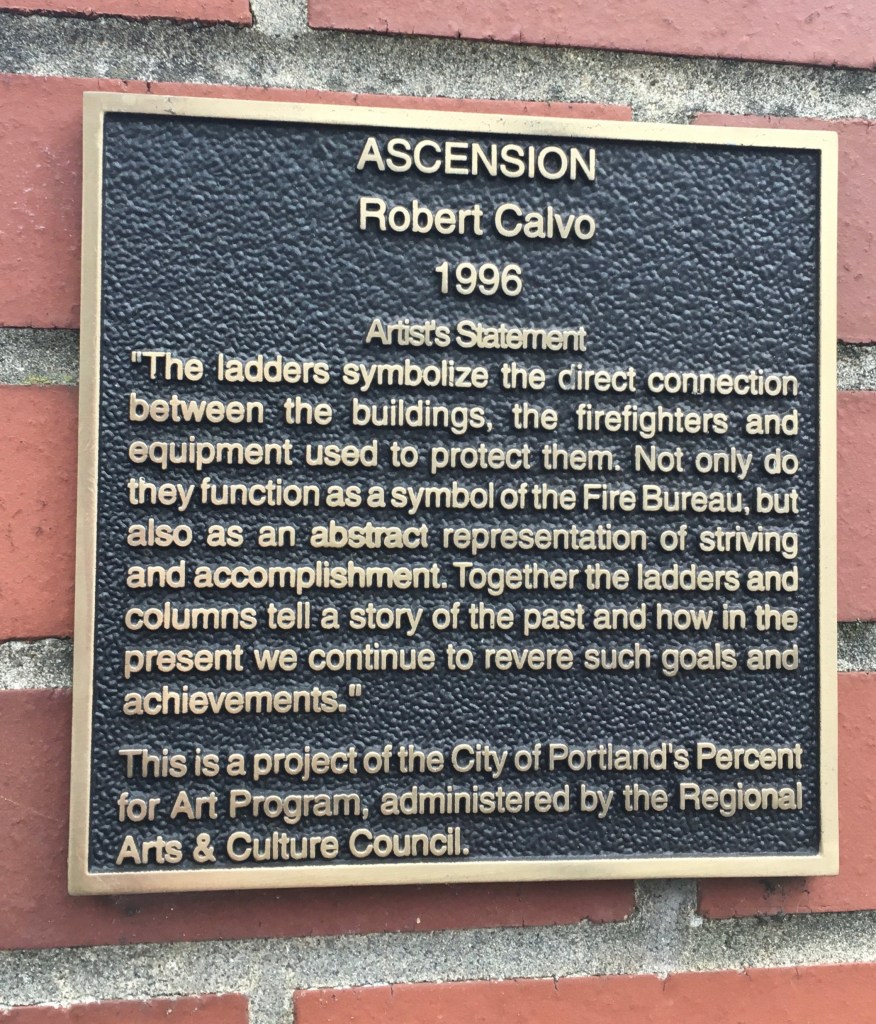 ASCENSION
Robert Calvo
1996
Artist's Statement
"The ladders symbolize the direct connection
between the buildings, the firefighters and
equipment used to protect them. Not only do
they function as a symbol of the Fire Bureau, but
also as an abstract representation of striving
and accomplishment. Together the ladders and
columns tell a story of the past and how in the
present we continue to revere such goals and
achievements."
This is a project of the City of Portland's Percent
for Art Program, administered by the Regional
Arts & Culture Council.